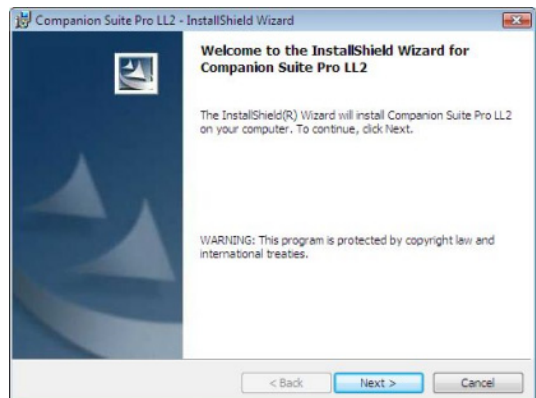 Companion Suite Pro LL2 - InstallShield Wizard
Welcome to the InstallShield Wizard for
Companion Suite Pro LL2
The InstallShield(R) Wizard will install Companion Suite Pro LL2
on your computer. To continue, click Next.
WARNING: This program is protected by copyright law and
international treaties.
< Back Next > Cancel